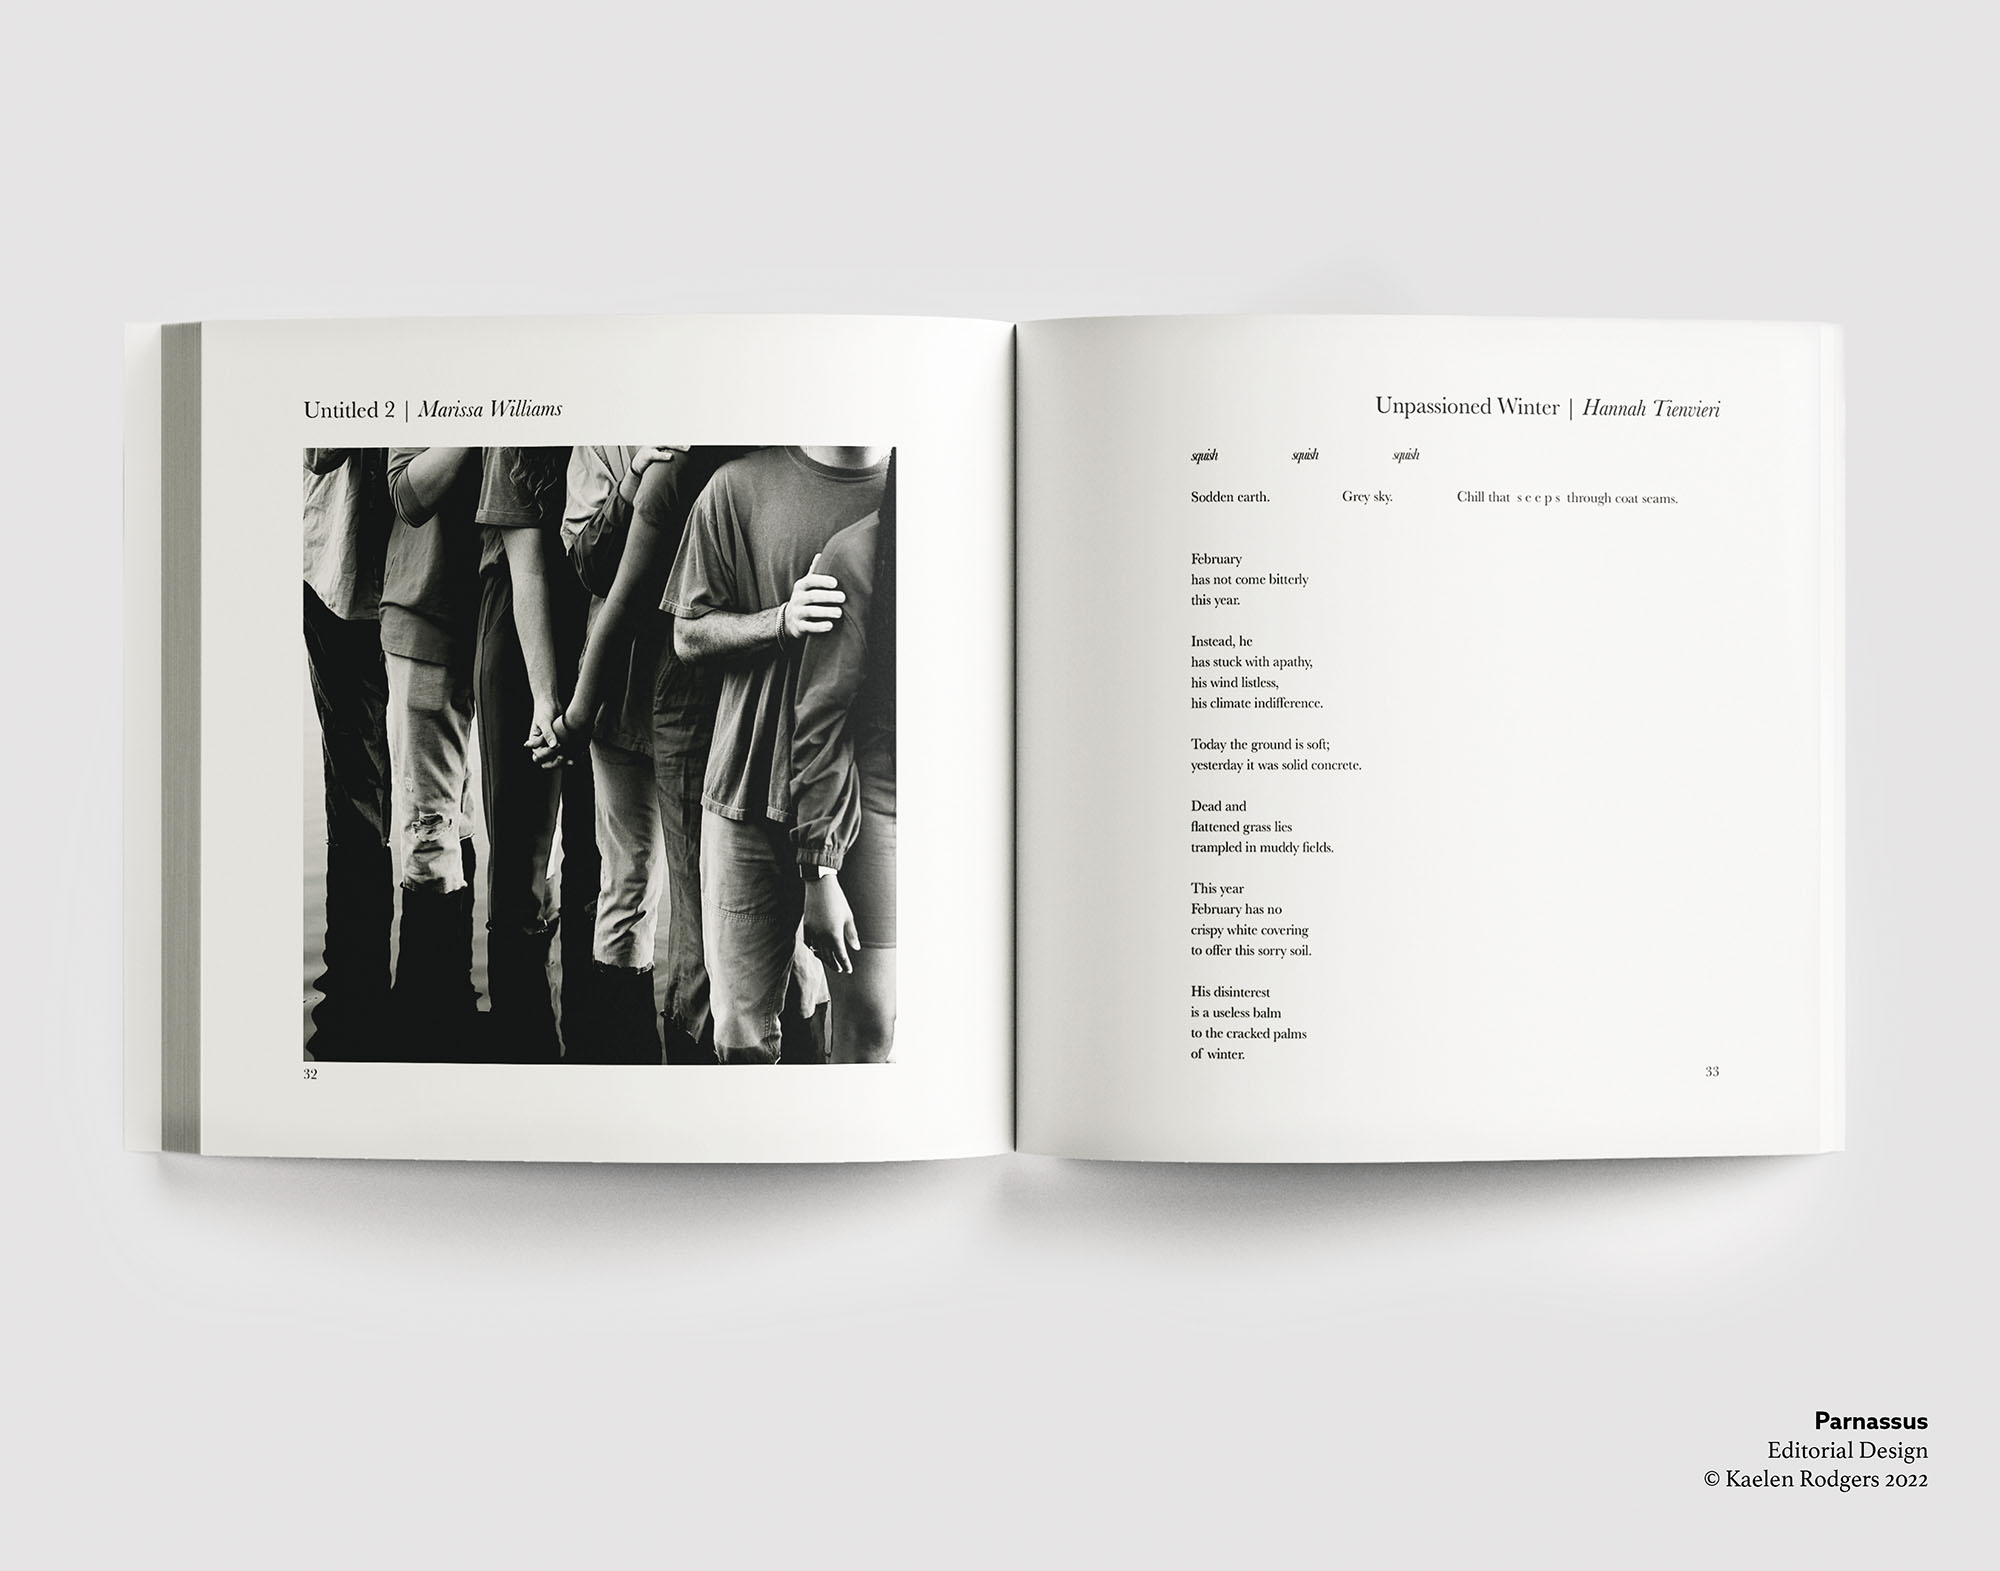 Untitled 2 | Marissa Williams
32
Unpassioned Winter | Hannah Tienvieri
squish squish squish
Sodden earth. Grey sky. Chill that s e e p s through coat seams.
February
has not come bitterly
this year.
Instead, he
has stuck with apathy,
his wind listless,
his climate indifference.
Today the ground is soft;
yesterday it was solid concrete.
Dead and
flattened grass lies
trampled in muddy fields.
This year
February has no
crispy white covering
to offer this sorry soil.
His disinterest
is a useless balm
to the cracked palms
of winter.
33
Parnassus
Editorial Design
© Kaelen Rodgers 2022